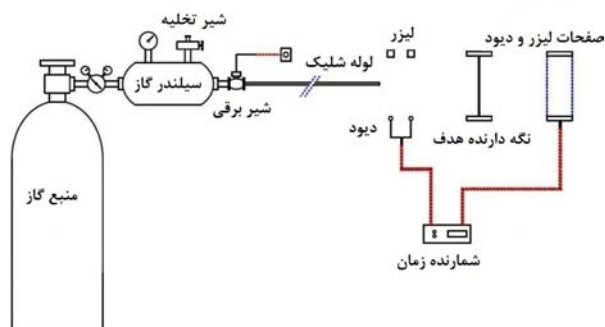 شیر تخلیه
لیزر
صفحات لیزر و دیود
لوله شلیک
سیلندر گاز
شیر برقی
دیود
نگه دارنده هدف
منبع گاز
شمارنده زمان